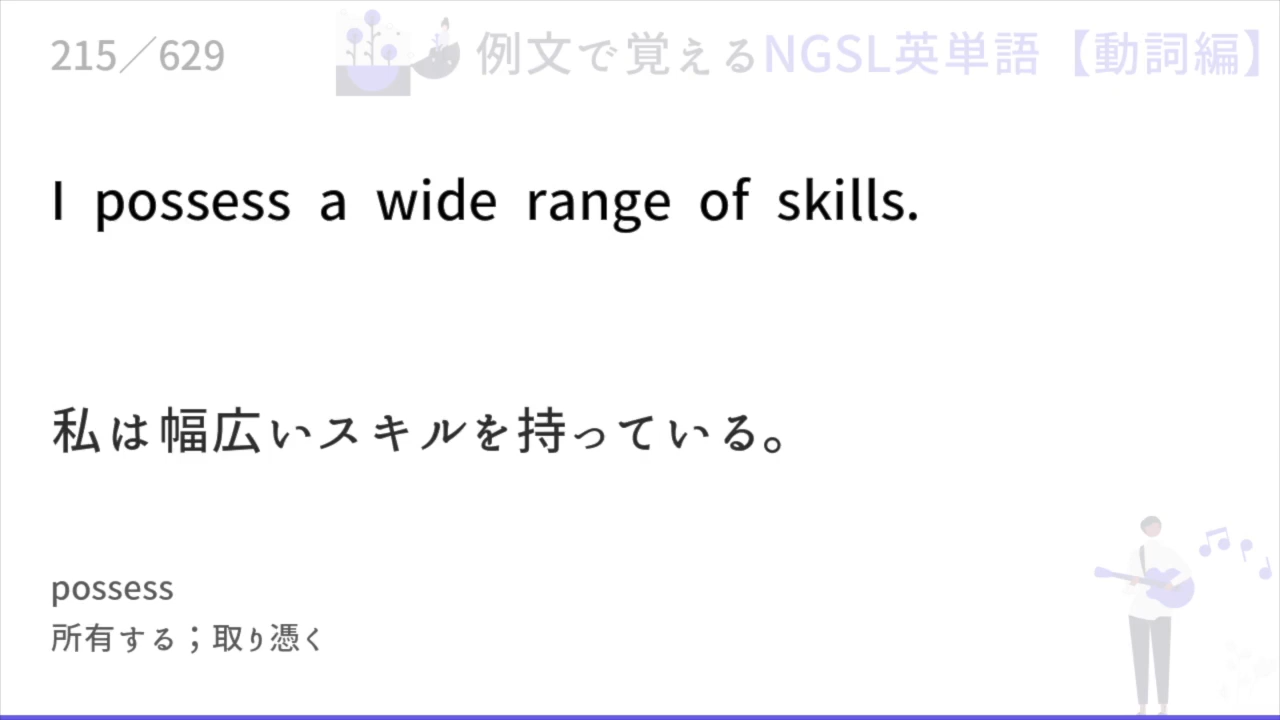 215／629
例文で覚えるNGSL英単語【動詞編】
I possess a wide range of skills.
私は幅広いスキルを持っている。
possess
所有する；取り憑く